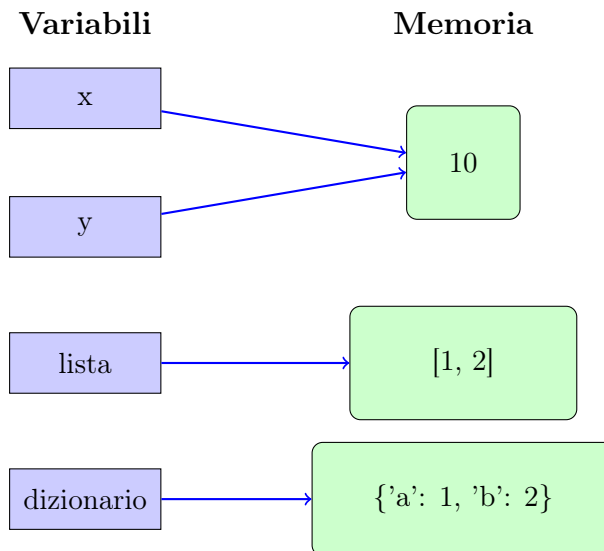 Variabili Memoria
x
10
y
lista [1, 2]
dizionario {'a': 1, 'b': 2}